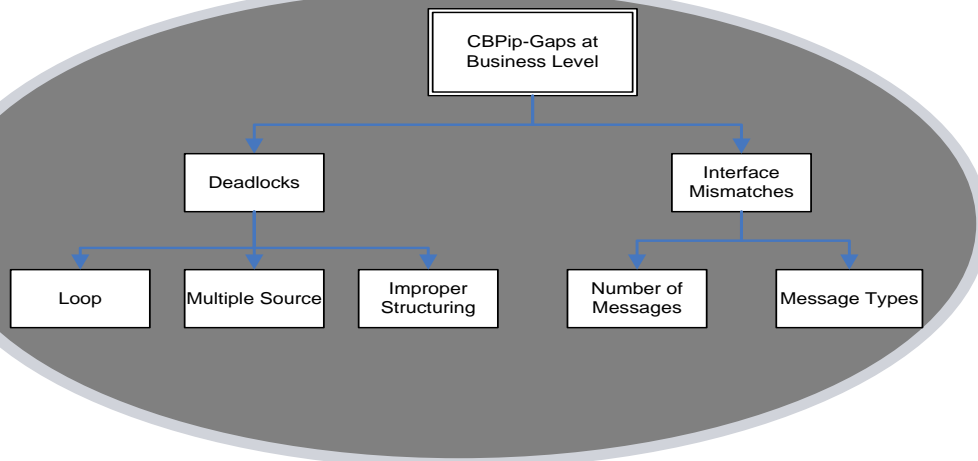 CBPip-Gaps at
Business Level
Deadlocks
Interface
Mismatches
Loop
Multiple Source
Improper
Structuring
Number of
Messages
Message Types